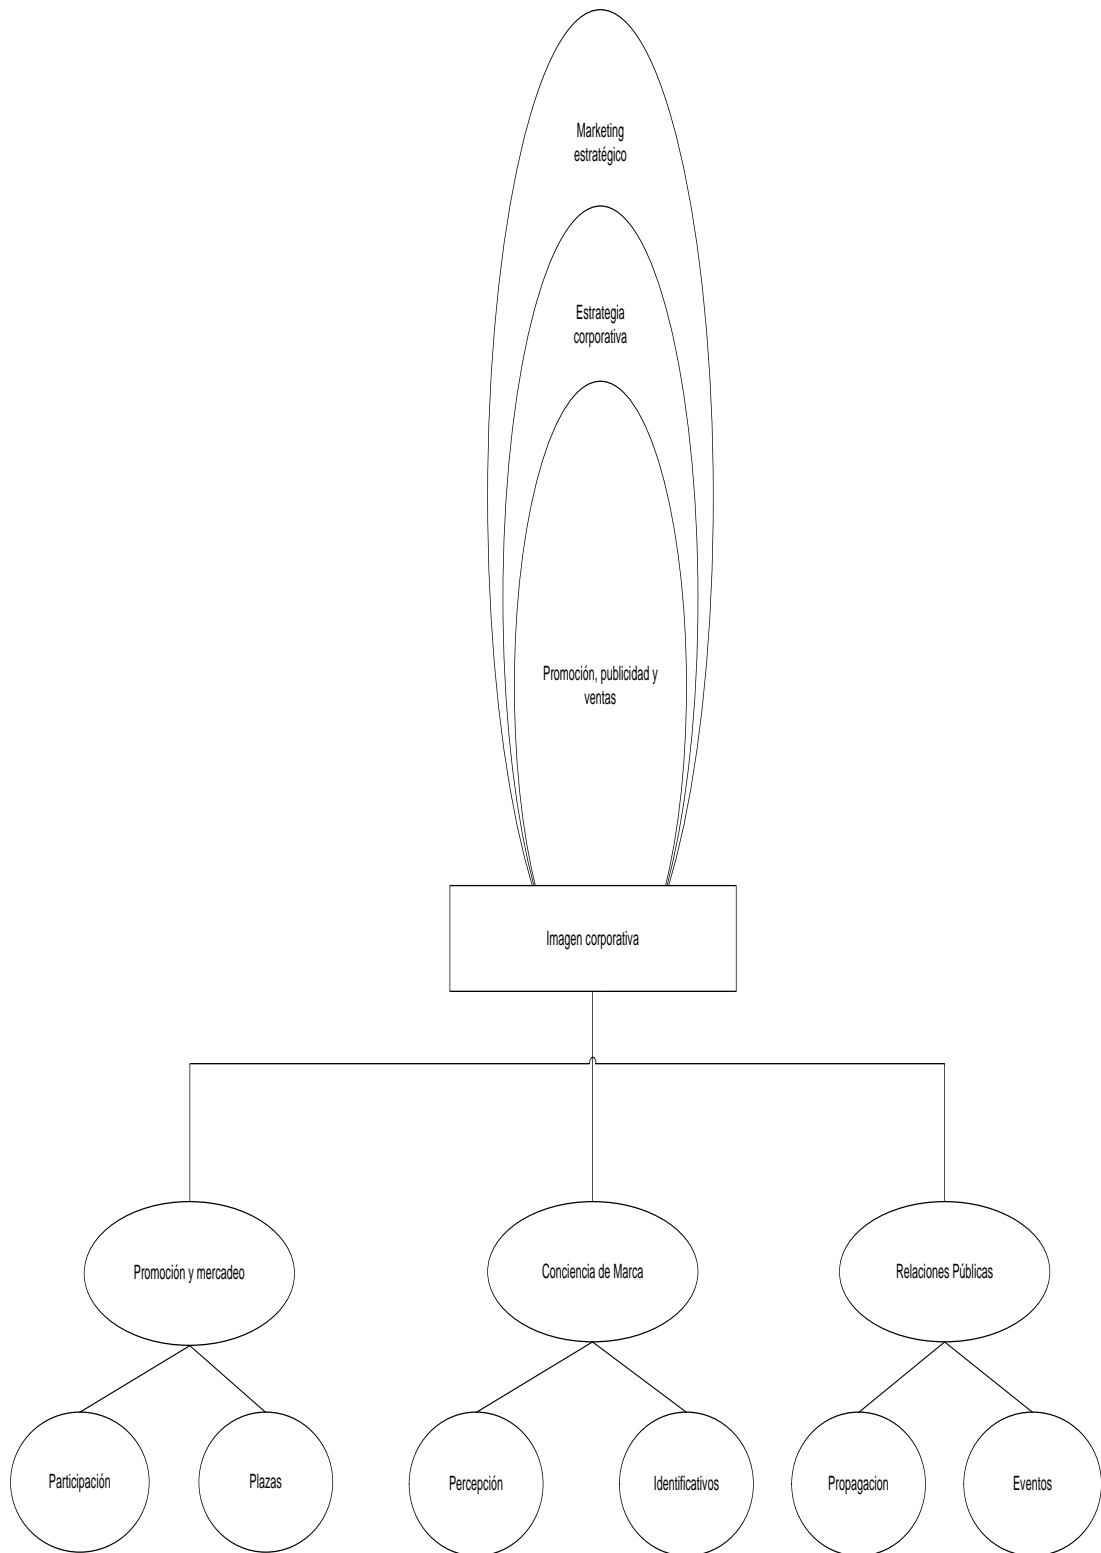 Marketing
estratégico
Estrategia
corporativa
Promoción, publicidad y
ventas
Imagen corporativa
Promoción y mercadeo
Conciencia de Marca
Relaciones Públicas
Participación
Plazas
Percepción
Identificativos
Propagacion
Eventos